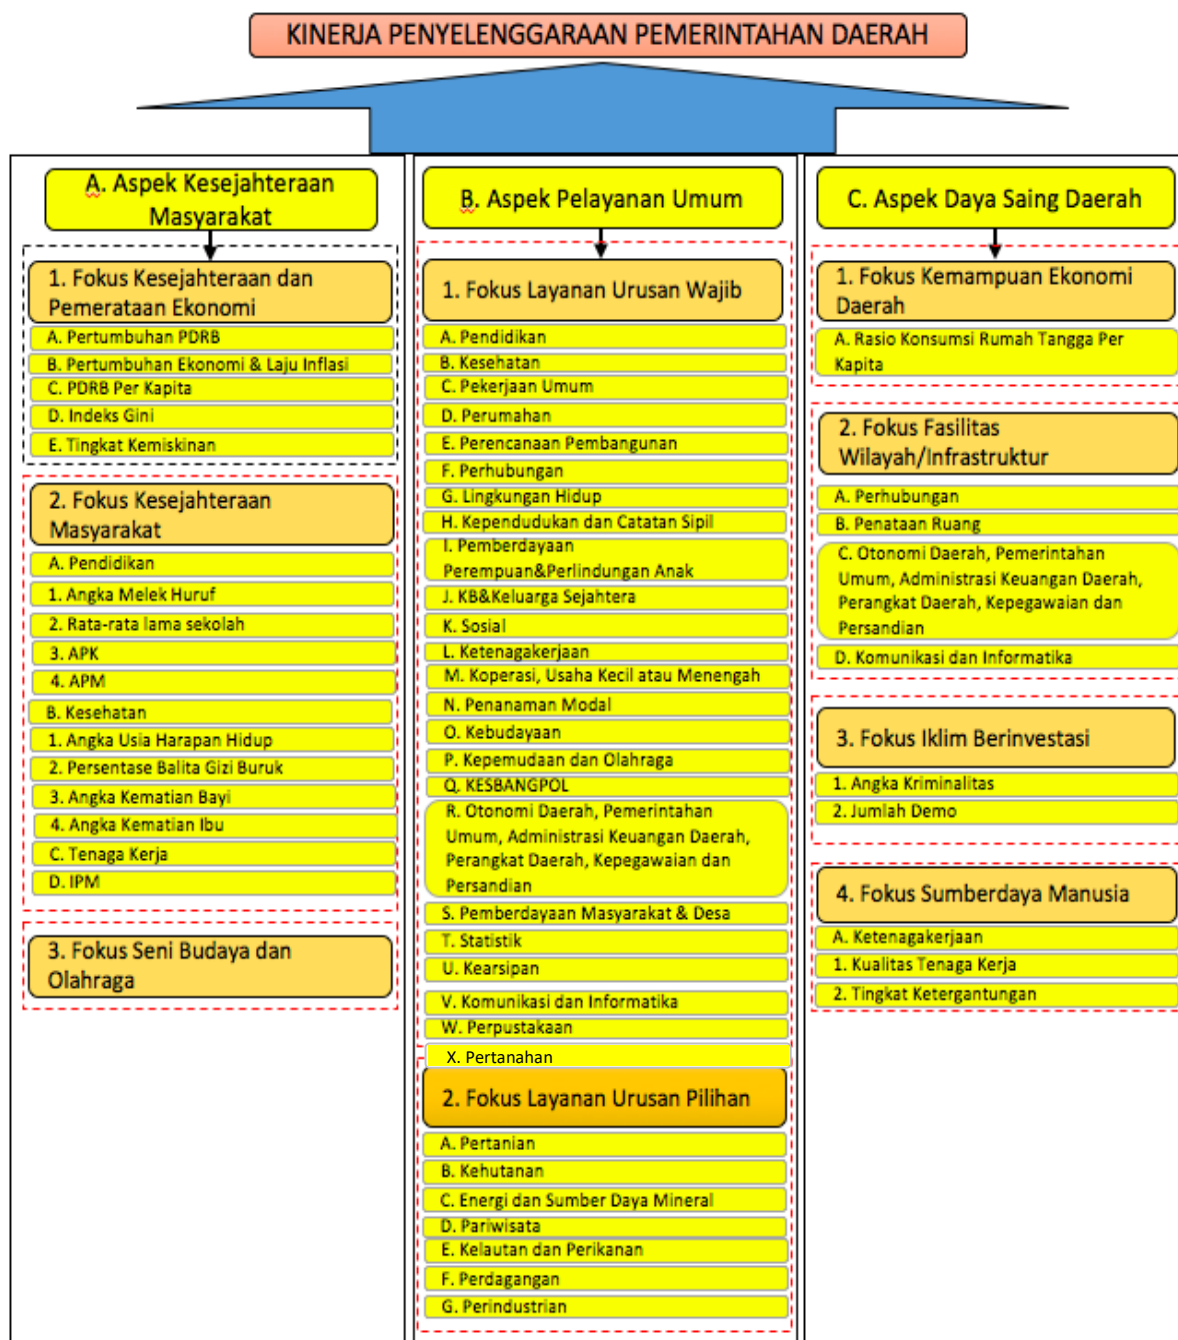 KINERJA PENYELENGGARAAN PEMERINTAHAN DAERAH
A. Aspek Kesejahteraan
Masyarakat
1. Fokus Kesejahteraan dan
Pemerataan Ekonomi
A. Pertumbuhan PDRB
B. Pertumbuhan Ekonomi & Laju Inflasi
C. PDRB Per Kapita
D. Indeks Gini
E. Tingkat Kemiskinan
2. Fokus Kesejahteraan
Masyarakat
A. Pendidikan
1. Angka Melek Huruf
2. Rata-rata lama sekolah
3. APK
4. APM
B. Kesehatan
1. Angka Usia Harapan Hidup
2. Persentase Balita Gizi Buruk
3. Angka Kematian Bayi
4. Angka Kematian Ibu
C. Tenaga Kerja
D. IPM
3. Fokus Seni Budaya dan
Olahraga
B. Aspek Pelayanan Umum
1. Fokus Layanan Urusan Wajib
A. Pendidikan
B. Kesehatan
C. Pekerjaan Umum
D. Perumahan
E. Perencanaan Pembangunan
F. Perhubungan
G. Lingkungan Hidup
H. Kependudukan dan Catatan Sipil
I. Pemberdayaan
Perempuan&Perlindungan Anak
J. KB&Keluarga Sejahtera
K. Sosial
L. Ketenagakerjaan
M. Koperasi, Usaha Kecil atau Menengah
N. Penanaman Modal
O. Kebudayaan
P. Kepemudaan dan Olahraga
Q. KESBANGPOL
R. Otonomi Daerah, Pemerintahan
Umum, Administrasi Keuangan Daerah,
Perangkat Daerah, Kepegawaian dan
Persandian
S. Pemberdayaan Masyarakat & Desa
T. Statistik
U. Kearsipan
V. Komunikasi dan Informatika
W. Perpustakaan
X. Pertanahan
2. Fokus Layanan Urusan Pilihan
A. Pertanian
B. Kehutanan
C. Energi dan Sumber Daya Mineral
D. Pariwisata
E. Kelautan dan Perikanan
F. Perdagangan
G. Perindustrian
C. Aspek Daya Saing Daerah
1. Fokus Kemampuan Ekonomi
Daerah
A. Rasio Konsumsi Rumah Tangga Per
Kapita
2. Fokus Fasilitas
Wilayah/Infrastruktur
A. Perhubungan
B. Penataan Ruang
C. Otonomi Daerah, Pemerintahan
Umum, Administrasi Keuangan Daerah,
Perangkat Daerah, Kepegawaian dan
Persandian
D. Komunikasi dan Informatika
3. Fokus Iklim Berinvestasi
1. Angka Kriminalitas
2. Jumlah Demo
4. Fokus Sumberdaya Manusia
A. Ketenagakerjaan
1. Kualitas Tenaga Kerja
2. Tingkat Ketergantungan